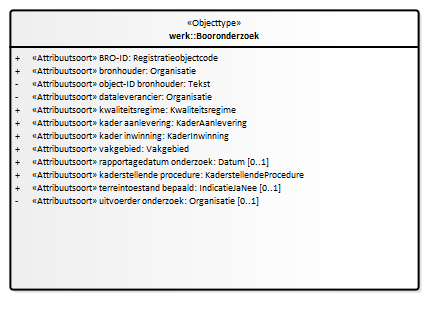 «Objecttype»
werk::Booronderzoek
+ «Attribuutsoort» BRO-ID: Registratieobjectcode
+ «Attribuutsoort» bronhouder: Organisatie
- «Attribuutsoort» object-ID bronhouder: Tekst
- «Attribuutsoort» dataleverancier: Organisatie
+ «Attribuutsoort» kwaliteitsregime: Kwaliteitsregime
+ «Attribuutsoort» kader aanlevering: KaderAanlevering
+ «Attribuutsoort» kader inwinning: KaderInwinning
+ «Attribuutsoort» vakgebied: Vakgebied
+ «Attribuutsoort» rapportagedatum onderzoek: Datum [0..1]
+ «Attribuutsoort» kaderstellende procedure: KaderstellendeProcedure
+ «Attribuutsoort» terreintoestand bepaald: IndicatieJaNee [0..1]
- «Attribuutsoort» uitvoerder onderzoek: Organisatie [0..1]